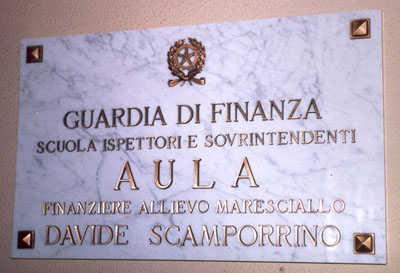 GUARDIA DI FINANZA
SCUOLA ISPETTORI E SOVRINTENDENTI
AULA
FINANZIERE ALLIEVO MARESCIALLO
DAVIDE SCAMPORRINO